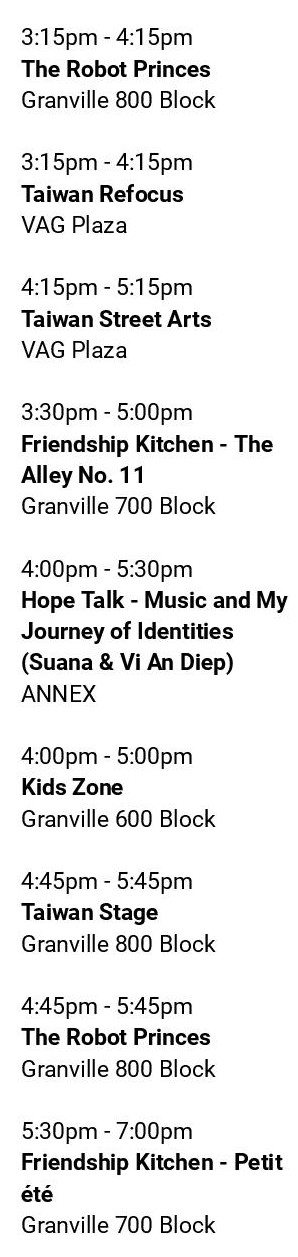 3:15pm - 4:15pm
The Robot Princes
Granville 800 Block
3:15pm - 4:15pm
Taiwan Refocus
VAG Plaza
4:15pm - 5:15pm
Taiwan Street Arts
VAG Plaza
3:30pm - 5:00pm
Friendship Kitchen - The
Alley No. 11
Granville 700 Block
4:00pm - 5:30pm
Hope Talk - Music and My
Journey of Identities
(Suana & Vi An Diep)
ANNEX
4:00pm - 5:00pm
Kids Zone
Granville 600 Block
4:45pm - 5:45pm
Taiwan Stage
Granville 800 Block
4:45pm - 5:45pm
The Robot Princes
Granville 800 Block
5:30pm - 7:00pm
Friendship Kitchen - Petit
été
Granville 700 Block